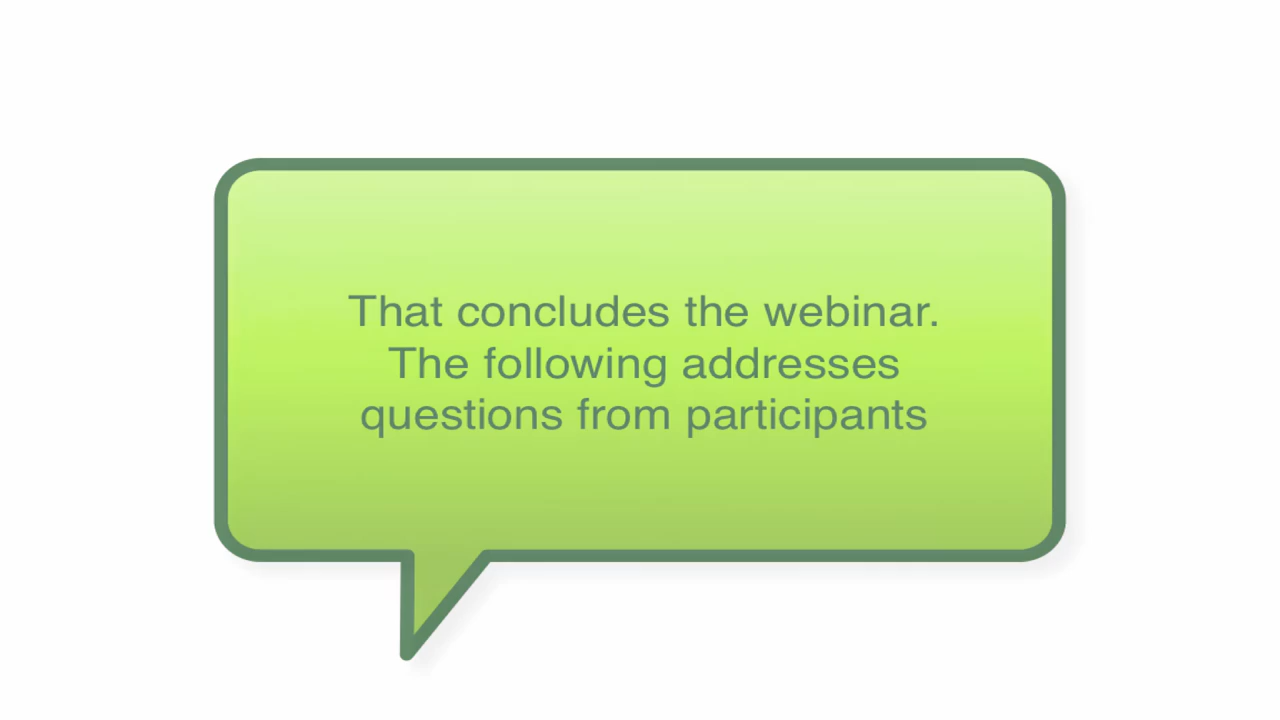 That concludes the webinar.
The following addresses
questions from participants